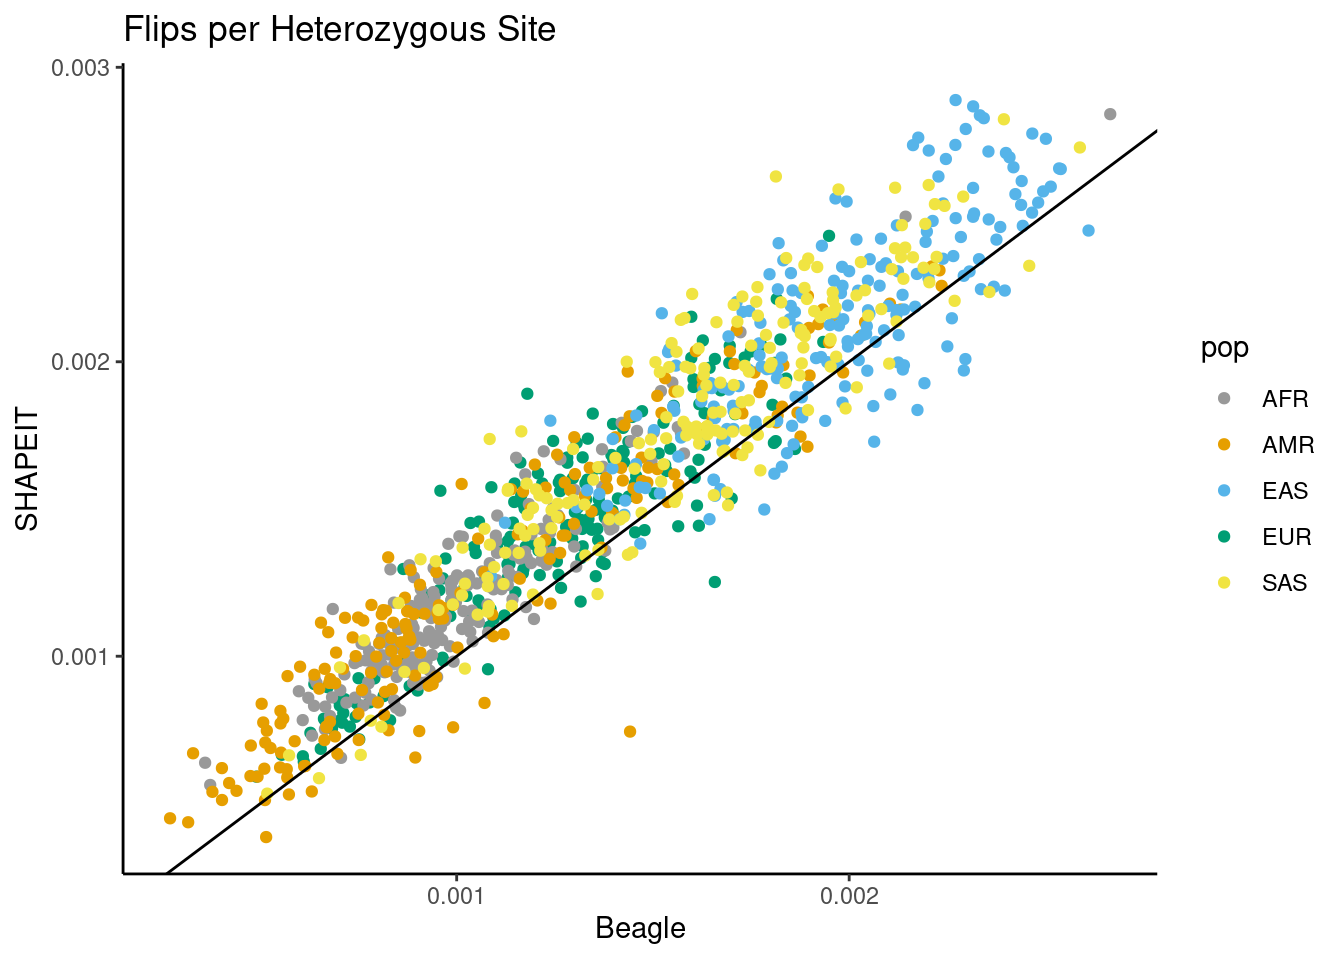 Flips per Heterozygous Site
0.003
0.002
0.001
SHAPEIT
0.001
0.002
Beagle
pop
AFR
AMR
EAS
EUR
SAS